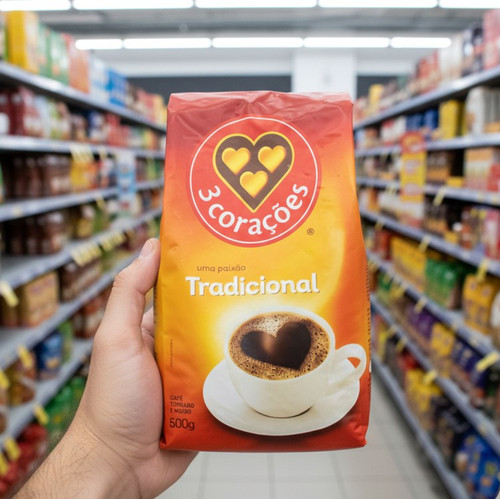 3 corações
®
uma paixão
Tradicional
CAFÉ
TORRADO
E MOÍDO
500g